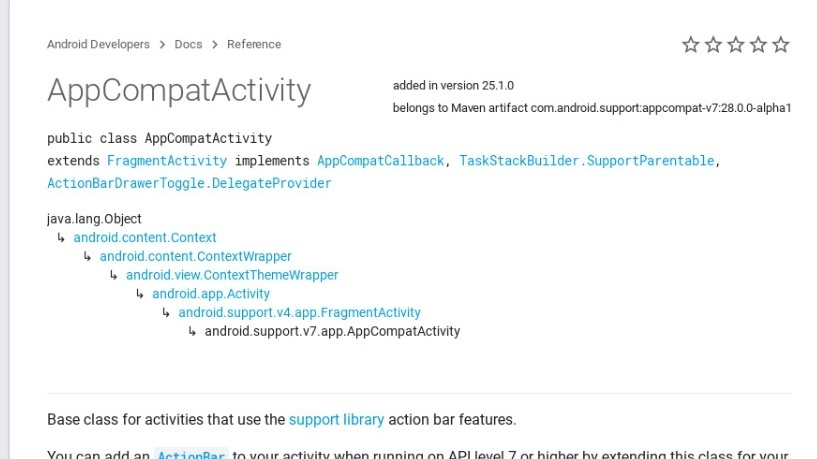 Android Developers > Docs > Reference
AppCompatActivity
added in version 25.1.0
belongs to Maven artifact com.android.support:appcompat-v7:28.0.0-alpha1
public class AppCompatActivity
extends FragmentActivity implements AppCompatCallback, TaskStackBuilder.SupportParentable,
ActionBarDrawerToggle.DelegateProvider
java.lang.Object
↳ android.content.Context
↳ android.content.ContextWrapper
↳ android.view.ContextThemeWrapper
↳ android.app.Activity
↳ android.support.v4.app.FragmentActivity
↳ android.support.v7.app.AppCompatActivity
Base class for activities that use the support library action bar features.
You can add an ActionBar to your activity when running on API level 7 or higher by extending this class for your